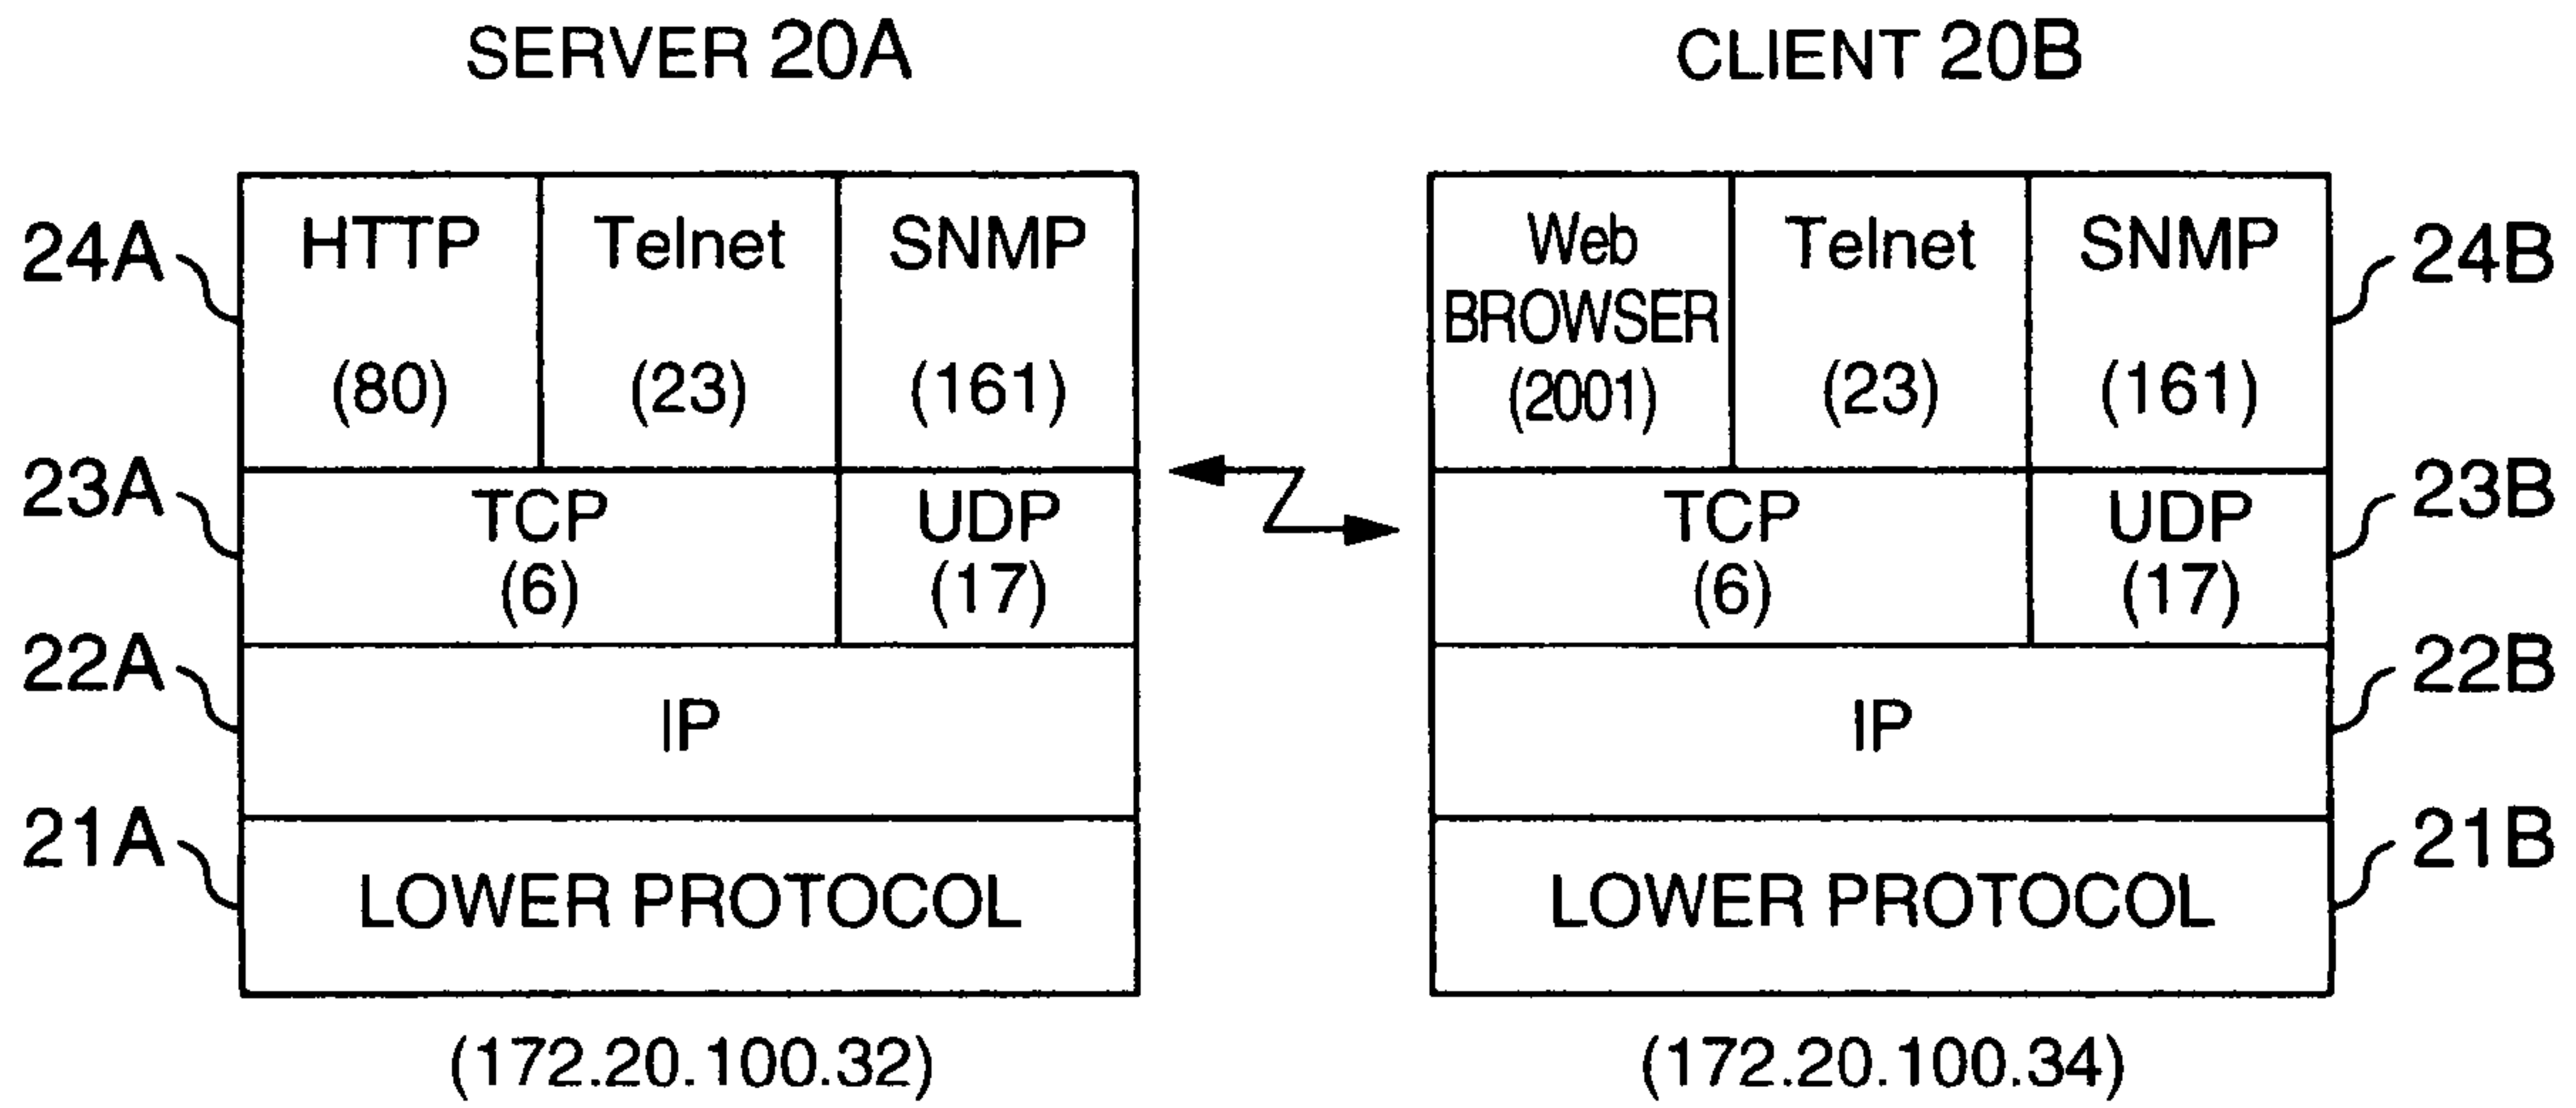 SERVER 20A
CLIENT 20B
24A
HTTP
(80)
Telnet
(23)
SNMP
(161)
23A
TCP
(6)
UDP
(17)
22A
IP
21A
LOWER PROTOCOL
(172.20.100.32)
Web
BROWSER
(2001)
Telnet
(23)
SNMP
(161)
24B
TCP
(6)
UDP
(17)
23B
IP
22B
LOWER PROTOCOL
21B
(172.20.100.34)